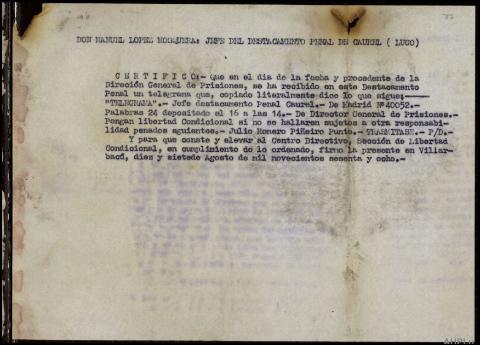 DON MANUEL LOPEZ MOSQUERA: JEFE DEL DESTACAMENTO PENAL DE CAUREL ( LUGO)
C E R T I F I C O:- que en el dia de la fecha y procedente de la
Dirección General de Prisiones, se ha recibido en este Destacamento
Penal un telegrama que, copiado literalmente dice lo que sigue:——
"TELEGRAMA".- Jefe destacamento Penal Caurel.- De Madrid Nº40052.-
Palabras 24 depositado el 16 a las 14.- De Director General de Prisiones.-
Pongan libertad Condicional si no se hallaren sujetos a otra responsabi-
lidad penados siguientes.- Julio Romero Piñeiro Punto.- TRASMITASE.- P/D.-
Y para que conste y elevar al Centro Directivo, Sección de Libertad
Condicional, en cumplimiento de lo ordenado, firmo la presente en Villar-
bacú, diez y sietede Agosto de mil novecientos sesenta y ocho.-